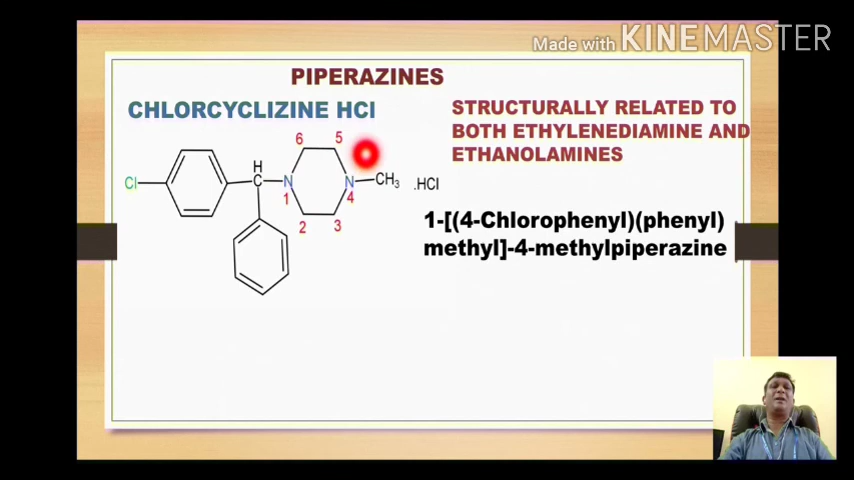 Made with KINEMASTER
PIPERAZINES
CHLORCYCLIZINE HCl
STRUCTURALLY RELATED TO
BOTH ETHYLENEDIAMINE AND
ETHANOLAMINES
6 5
H
Cl N N CH3 .HCl
1 4
2 3
1-[(4-Chlorophenyl)(phenyl)
methyl]-4-methylpiperazine